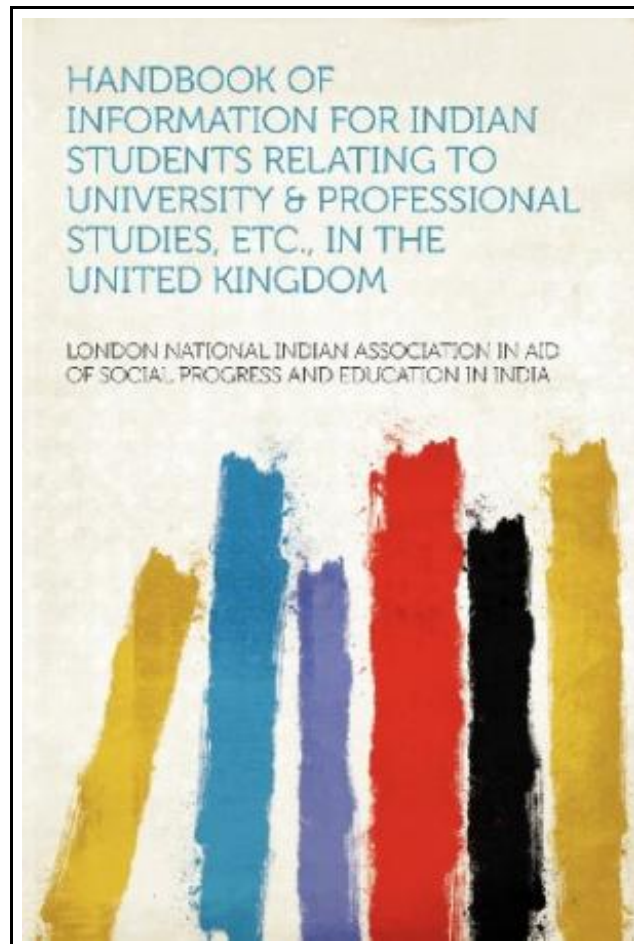 HANDBOOK OF
INFORMATION FOR INDIAN
STUDENTS RELATING TO
UNIVERSITY & PROFESSIONAL
STUDIES, ETC., IN THE
UNITED KINGDOM
LONDON NATIONAL INDIAN ASSOCIATION IN AID
OF SOCIAL PROGRESS AND EDUCATION IN INDIA